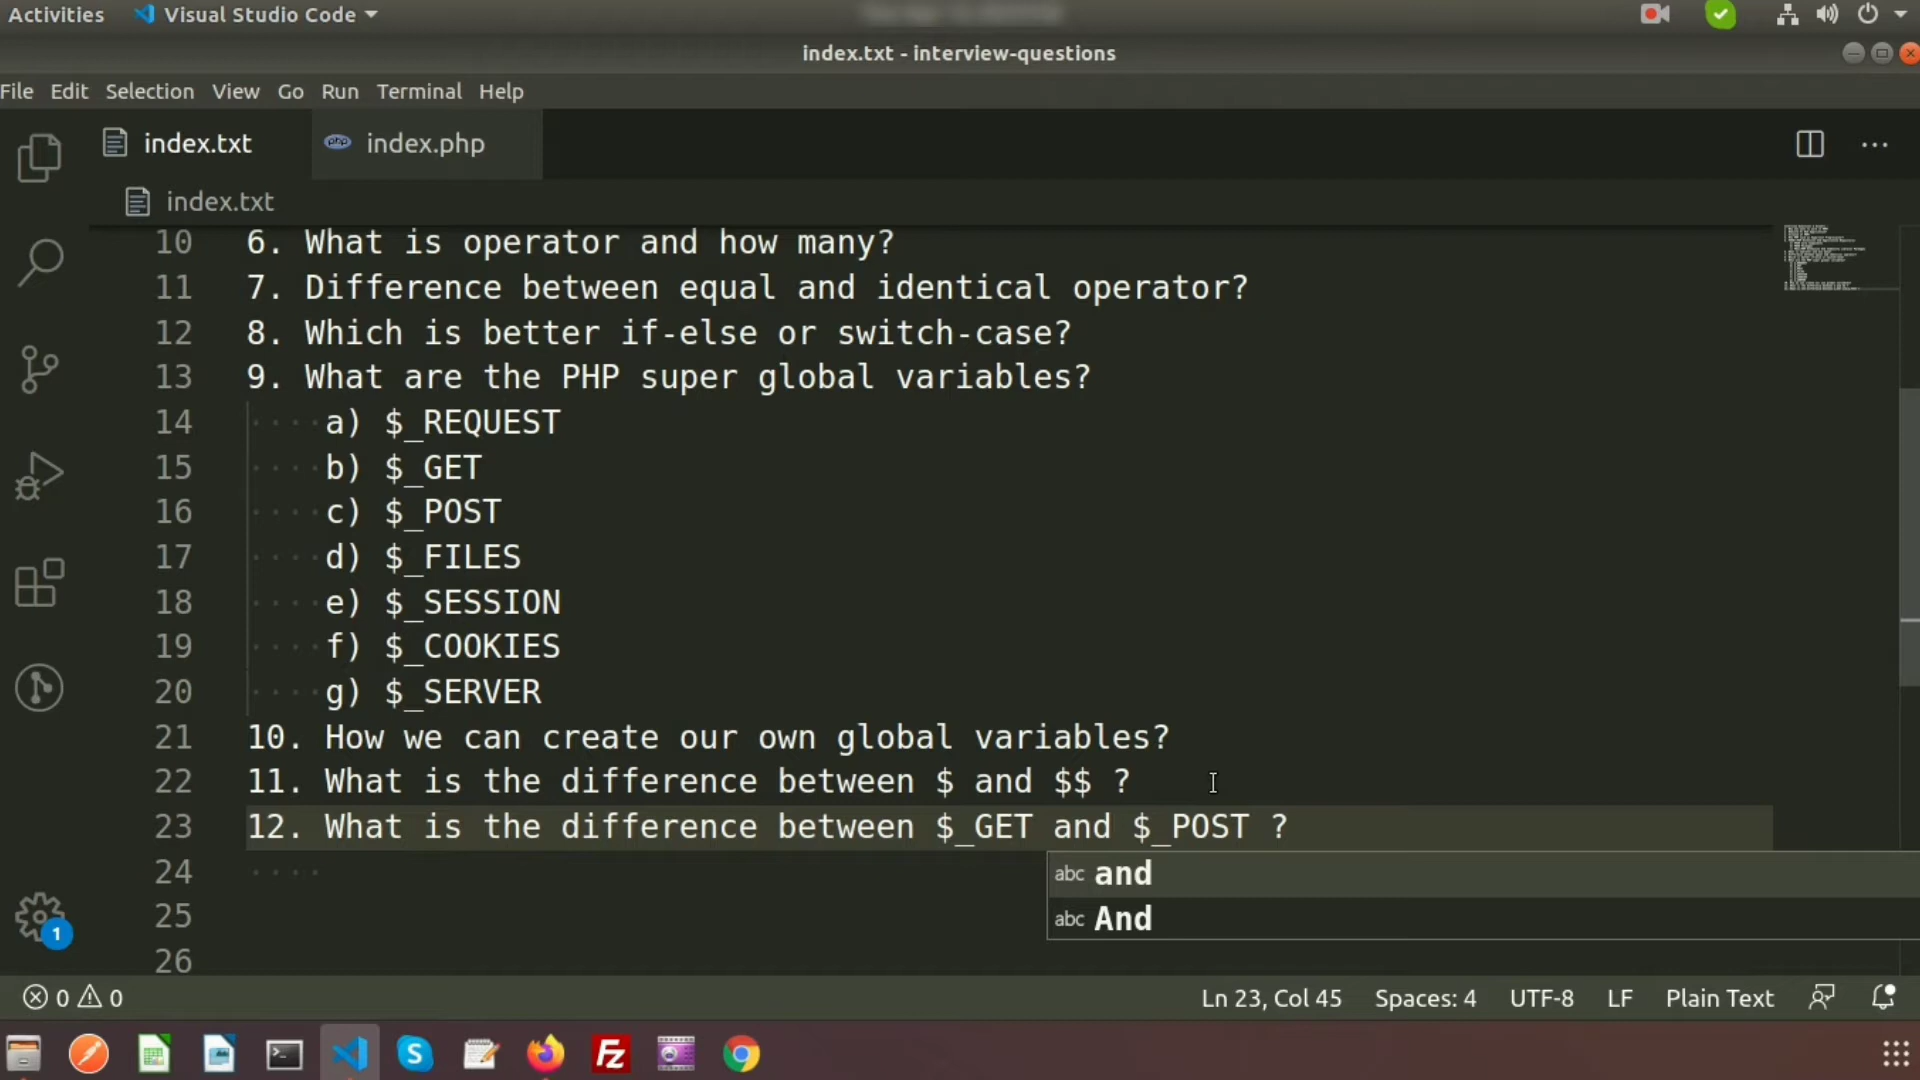 Activities Visual Studio Code
index.txt - interview-questions
File Edit Selection View Go Run Terminal Help
index.txt index.php
index.txt
10 6. What is operator and how many?
11 7. Difference between equal and identical operator?
12 8. Which is better if-else or switch-case?
13 9. What are the PHP super global variables?
14 a) $_REQUEST
15 b) $_GET
16 c) $_POST
17 d) $_FILES
18 e) $_SESSION
19 f) $_COOKIES
20 g) $_SERVER
21 10. How we can create our own global variables?
22 11. What is the difference between $ and $$ ?
23 12. What is the difference between $_GET and $_POST ?
24
abc and
25
abc And
26
1
0 0 Ln 23, Col 45 Spaces: 4 UTF-8 LF Plain Text